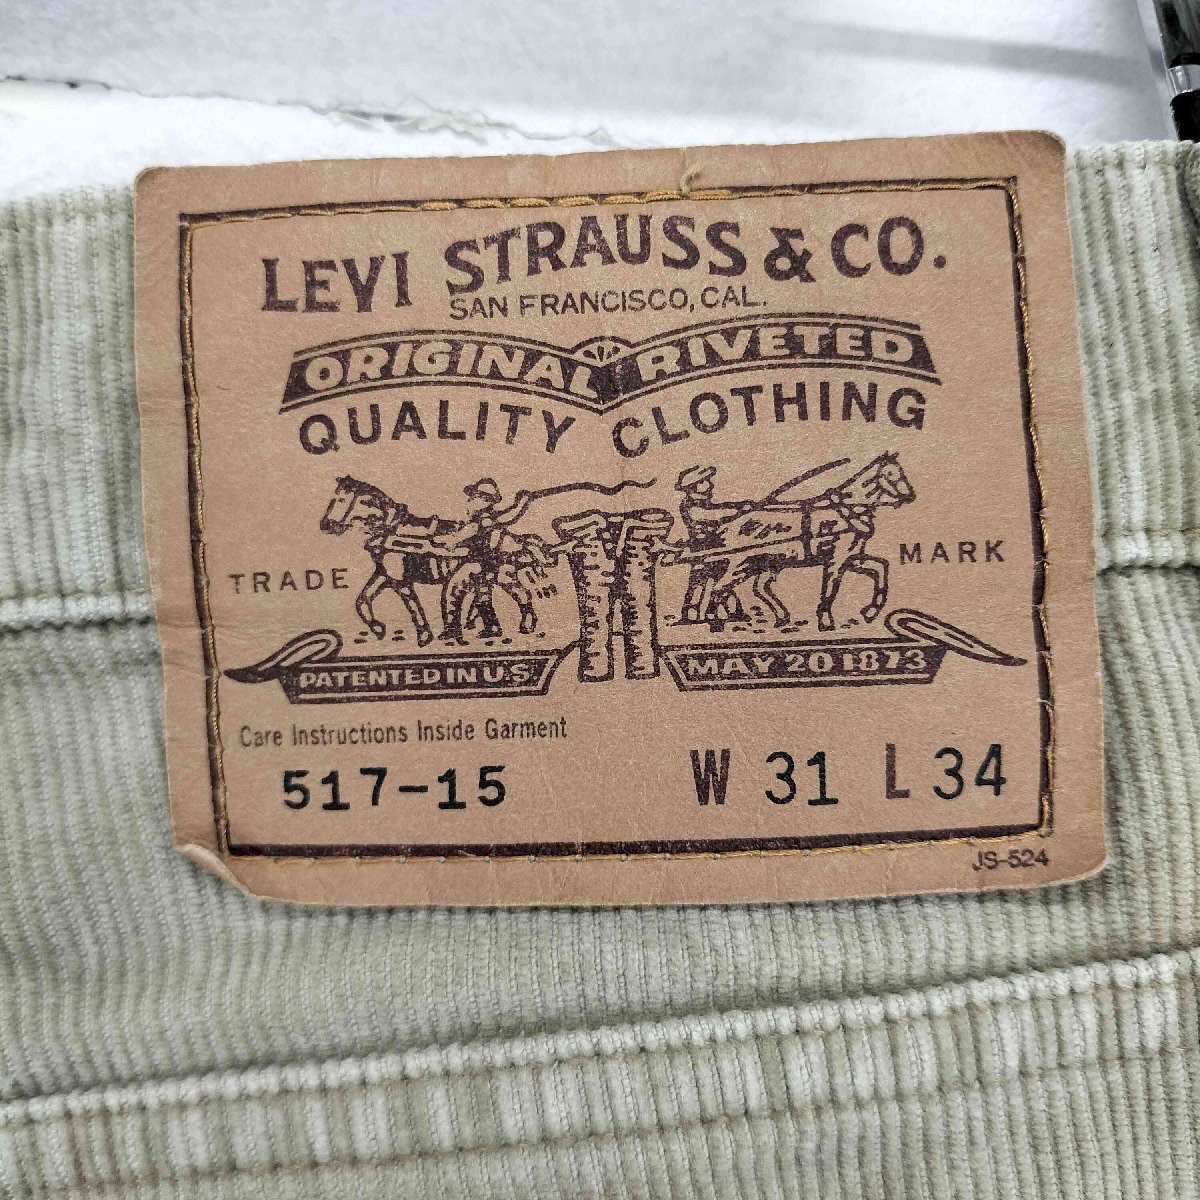 LEVI STRAUSS & CO.
SAN FRANCISCO, CAL.
ORIGINAL RIVETED
QUALITY CLOTHING
TRADE MARK
PATENTED IN U.S. MAY 20 1873
Care Instructions Inside Garment
517-15 W 31 L 34
JS-524